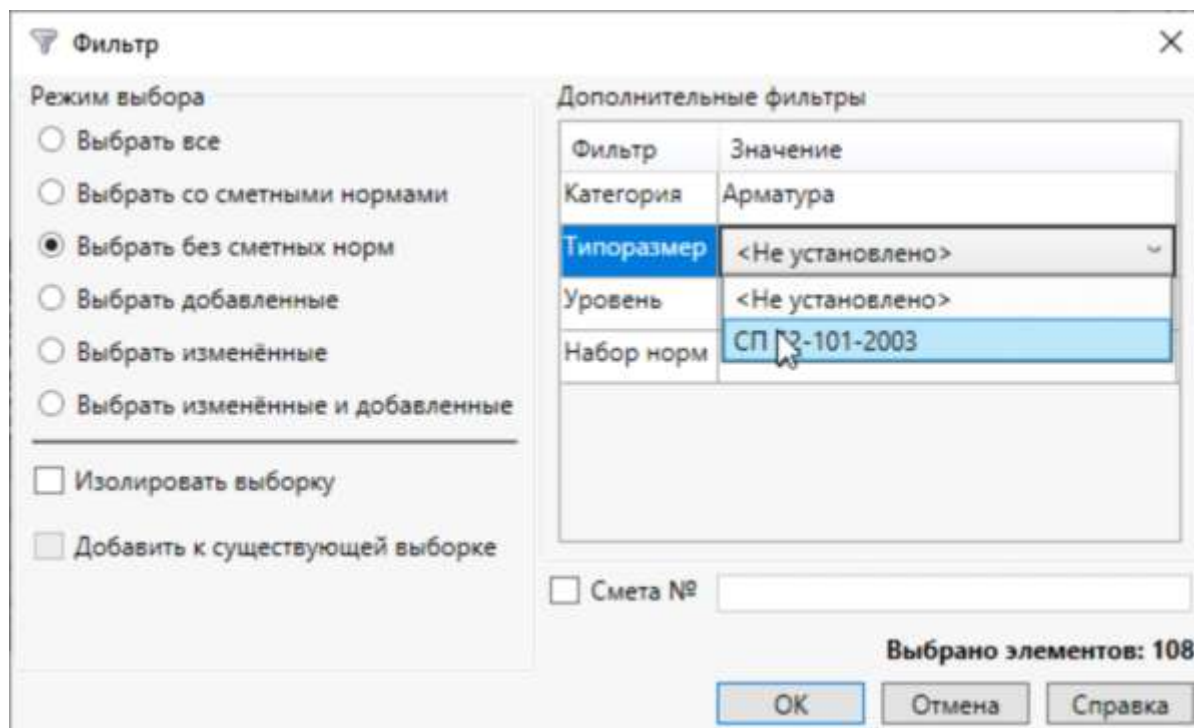 Фильтр
Режим выбора
Выбрать все
Выбрать со сметными нормами
Выбрать без сметных норм
Выбрать добавленные
Выбрать изменённые
Выбрать изменённые и добавленные
Изолировать выборку
Добавить к существующей выборке
Дополнительные фильтры
Фильтр Значение
Категория Арматура
Типоразмер <Не установлено>
Уровень <Не установлено>
Набор норм СП -101-2003
Смета №
Выбрано элементов: 108
ОК Отмена Справка